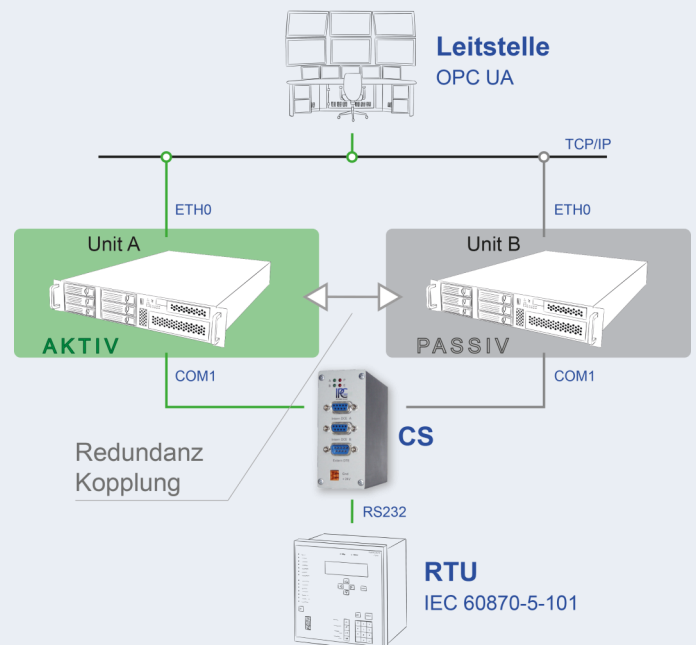 Leitstelle
OPC UA
TCP/IP
ETH0
ETH0
Unit A
Unit B
AKTIV
PASSIV
COM1
COM1
IPC
CS
Redundanz
Kopplung
RS232
RTU
IEC 60870-5-101